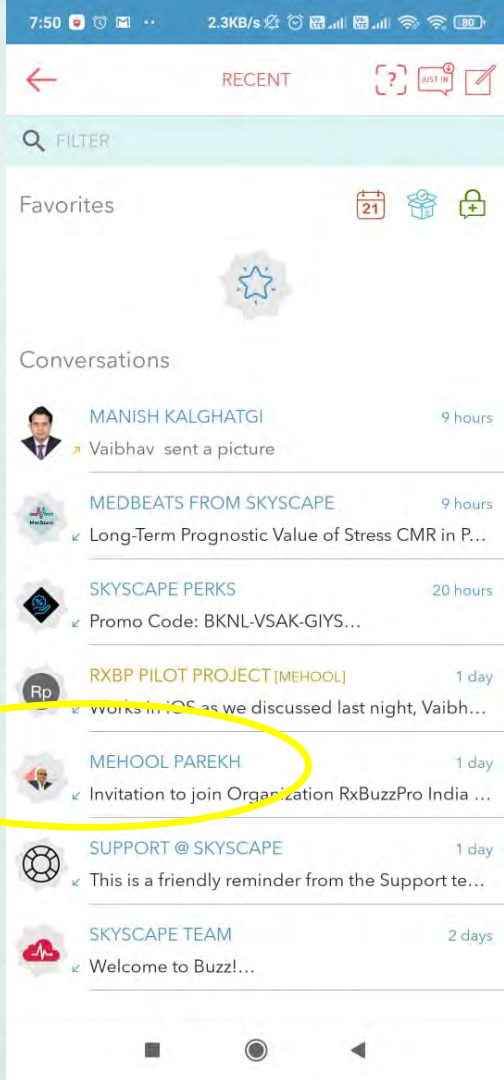 7:50 2.3KB/s 80
RECENT
JUST IN
FILTER
Favorites
21
Conversations
MANISH KALGHATGI 9 hours
Vaibhav sent a picture
MEDBEATS FROM SKYSCAPE 9 hours
Long-Term Prognostic Value of Stress CMR in P...
SKYSCAPE PERKS 20 hours
Promo Code: BKNL-VSAK-GIYS...
Rp
RXBP PILOT PROJECT [MEHOOL] 1 day
Works in iOS as we discussed last night, Vaibh...
MEHOOL PAREKH 1 day
Invitation to join Organization RxBuzzPro India ...
SUPPORT @ SKYSCAPE 1 day
This is a friendly reminder from the Support te...
SKYSCAPE TEAM 2 days
Welcome to Buzz!...